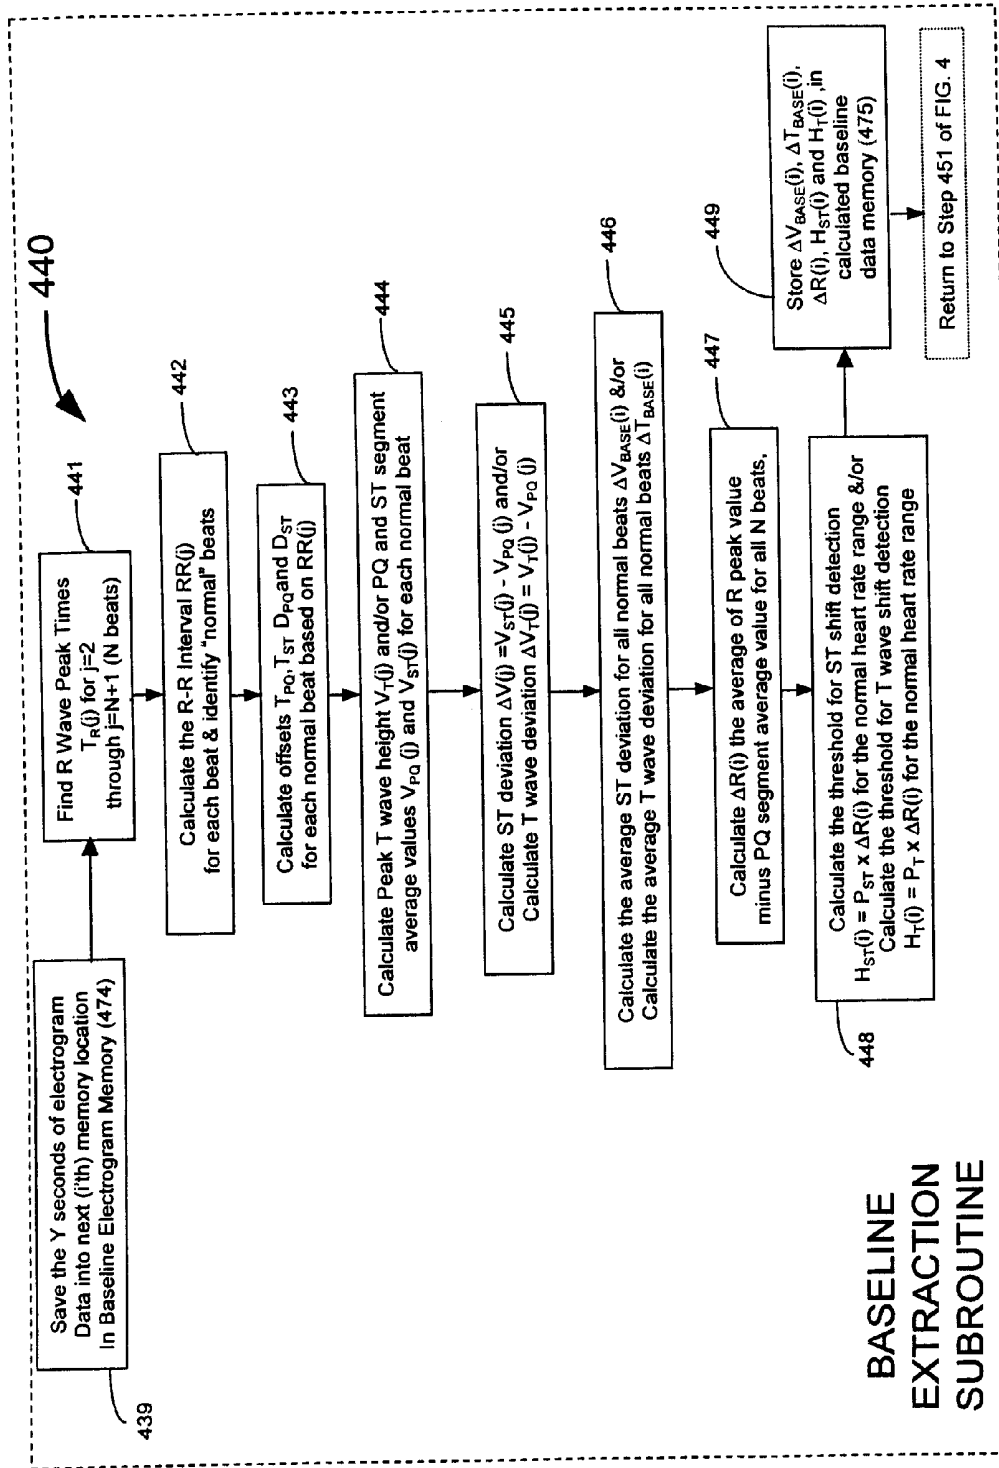 440
439
Save the Y seconds of electrogram
Data into next (i'th) memory location
In Baseline Electrogram Memory (474)
441
Find R Wave Peak Times
T_R(j) for j=2
through j=N+1 (N beats)
442
Calculate the R-R Interval RR(j)
for each beat & identify "normal" beats
443
Calculate offsets T_PQ, T_ST D_PQ and D_ST
for each normal beat based on RR(j)
444
Calculate Peak T wave height V_T(j) and/or PQ and ST segment
average values V_PQ (j) and V_ST(j) for each normal beat
445
Calculate ST deviation ΔV(j) =V_ST(j) - V_PQ (j) and/or
Calculate T wave deviation ΔV_T(j) = V_T(j) - V_PQ (j)
446
Calculate the average ST deviation for all normal beats ΔV_BASE(i) &/or
Calculate the average T wave deviation for all normal beats ΔT_BASE(i)
447
Calculate ΔR(i) the average of R peak value
minus PQ segment average value for all N beats,
448
Calculate the threshold for ST shift detection
H_ST(i) = P_ST x ΔR(i) for the normal heart rate range &/or
Calculate the threshold for T wave shift detection
H_T(i) = P_T x ΔR(i) for the normal heart rate range
449
Store ΔV_BASE(i), ΔT_BASE(i),
ΔR(i), H_ST(i) and H_T(i) ,in
calculated baseline
data memory (475)
Return to Step 451 of FIG. 4
BASELINE
EXTRACTION
SUBROUTINE